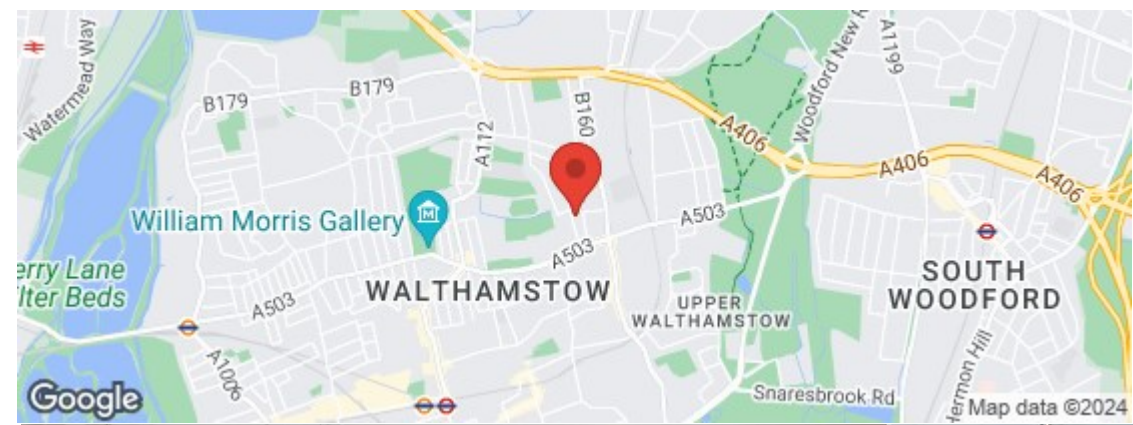 Watermead Way
B179
B179
A112
B160
A406
Woodford New R
A1199
A406
A406
William Morris Gallery
M
A503
A503
A503
erry Lane
lter Beds
WALTHAMSTOW
UPPER
WALTHAMSTOW
SOUTH
WOODFORD
A1006
Hermon Hill
Snaresbrook Rd
Google
Map data ©2024